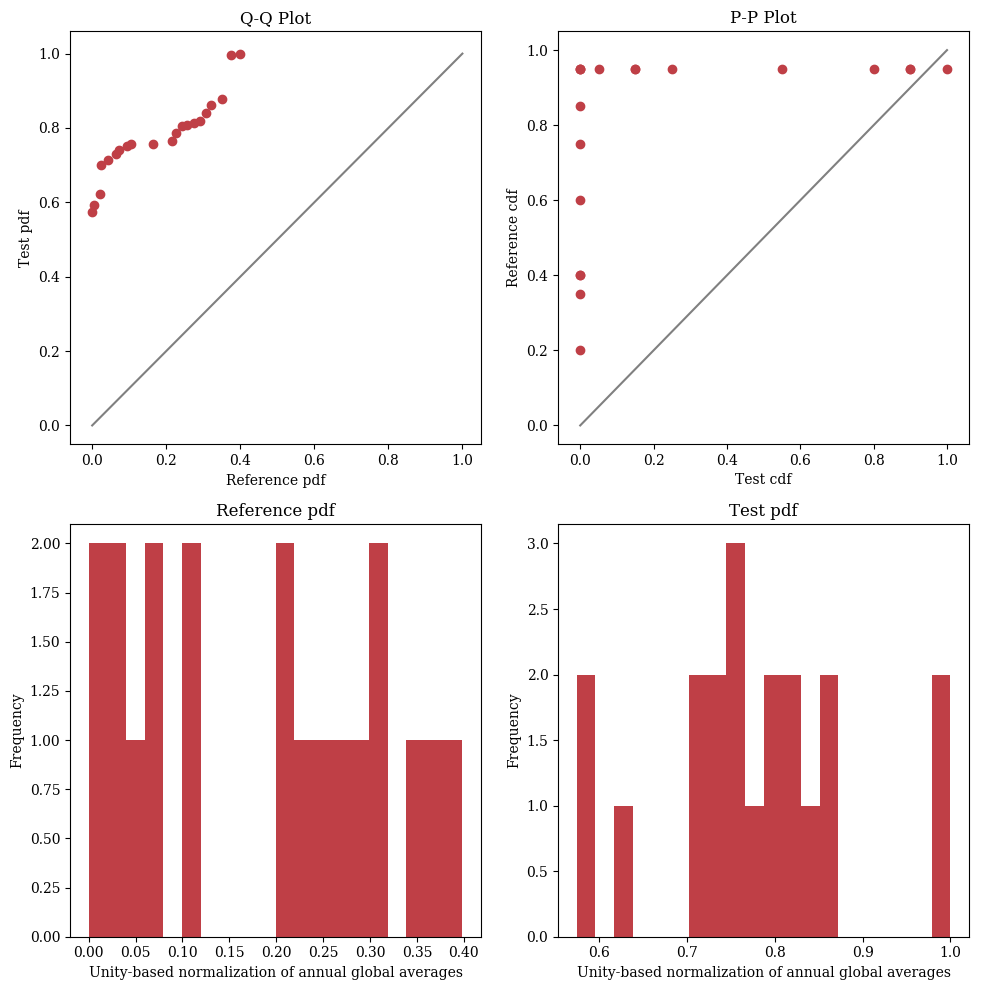 Q-Q Plot
1.0
0.8
0.6
0.4
0.2
0.0
Test pdf
0.0 0.2 0.4 0.6 0.8 1.0
Reference pdf
P-P Plot
1.0
0.8
0.6
0.4
0.2
0.0
Reference cdf
0.0 0.2 0.4 0.6 0.8 1.0
Test cdf
Reference pdf
2.00
1.75
1.50
1.25
1.00
0.75
0.50
0.25
0.00
Frequency
0.00 0.05 0.10 0.15 0.20 0.25 0.30 0.35 0.40
Unity-based normalization of annual global averages
Test pdf
3.0
2.5
2.0
1.5
1.0
0.5
0.0
Frequency
0.6 0.7 0.8 0.9 1.0
Unity-based normalization of annual global averages